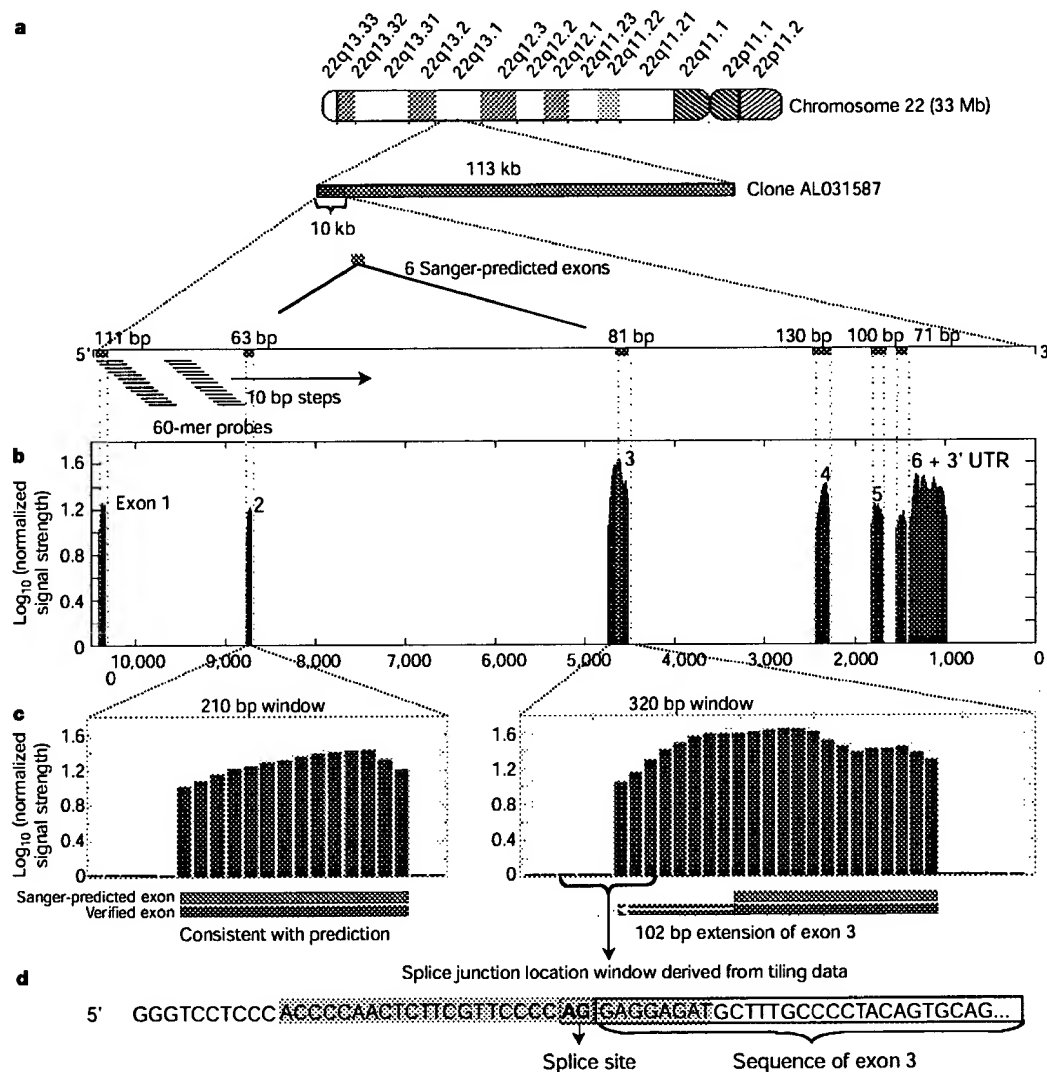 a
22q13.33
22q13.32
22q13.31
22q13.2
22q13.1
22q12.3
22q12.2
22q12.1
22q11.23
22q11.22
22q11.21
22q11.1
22p11.1
22p11.2
Chromosome 22 (33 Mb)
113 kb
Clone AL031587
10 kb
6 Sanger-predicted exons
5' 111 bp 63 bp 81 bp 130 bp 100 bp 71 bp 3
10 bp steps
60-mer probes
b
Log10 (normalized
signal strength)
1.6
1.2
0.8
0.4
0
Exon 1
2
3
4
5
6 + 3' UTR
10,000 9,000 8,000 7,000 6,000 5,000 4,000 3,000 2,000 1,000 0
0
c
210 bp window
320 bp window
Log10 (normalized
signal strength)
1.6
1.2
0.8
0.4
0
1.6
1.2
0.8
0.4
0
Sanger-predicted exon
Verified exon
Consistent with prediction
102 bp extension of exon 3
Splice junction location window derived from tiling data
d
5' GGGTCCTCCCACCCCAACTCTTCGTTCCCCAGGAGGAGATGCTTTGCCCCTACAGTGCAG...
Splice site
Sequence of exon 3